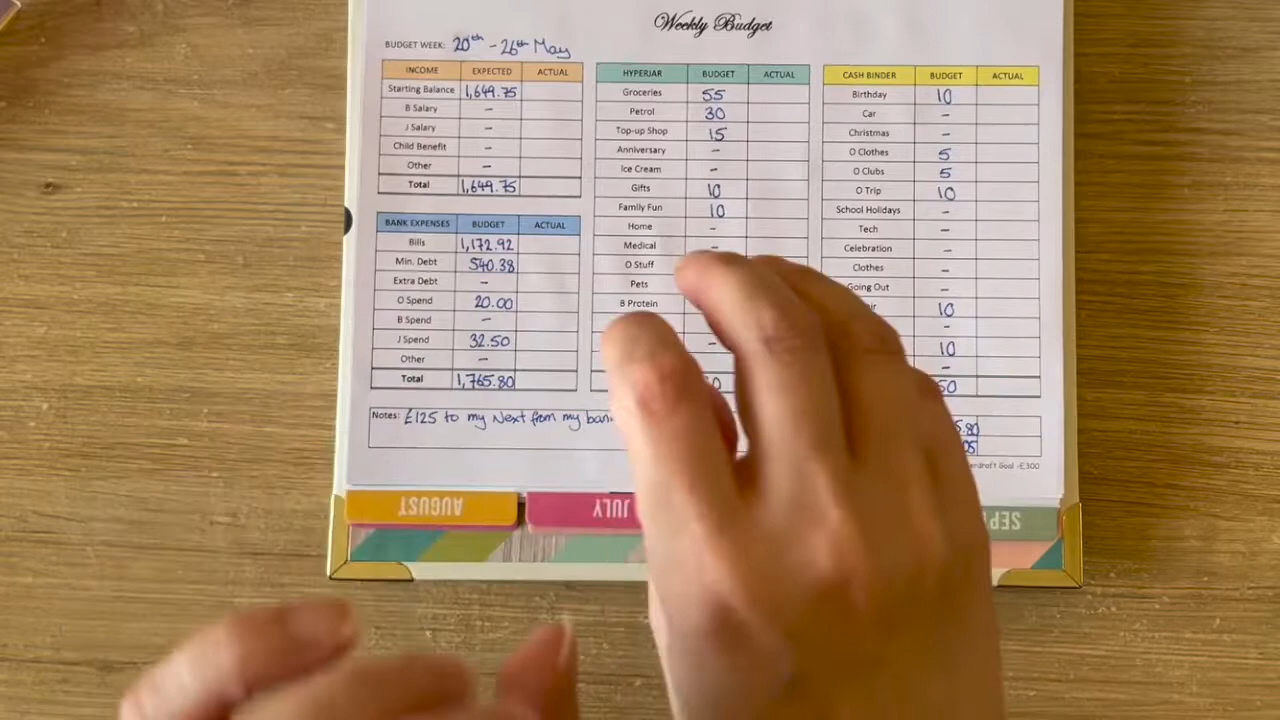 Weekly Budget
BUDGET WEEK: 20th - 26th May
INCOME EXPECTED ACTUAL
Starting Balance 1,649.75
B Salary -
J Salary -
Child Benefit -
Other -
Total 1,649.75
BANK EXPENSES BUDGET ACTUAL
Bills 1,172.92
Min. Debt 540.38
Extra Debt -
O Spend 20.00
B Spend -
J Spend 32.50
Other -
Total 1,765.80
HYPERJAR BUDGET ACTUAL
Groceries 55
Petrol 30
Top-up Shop 15
Anniversary -
Ice Cream -
Gifts 10
Family Fun 10
Home -
Medical -
O Stuff
Pets
B Protein
-
CASH BINDER BUDGET ACTUAL
Birthday 10
Car -
Christmas -
O Clothes 5
O Clubs 5
O Trip 10
School Holidays -
Tech -
Celebration -
Clothes -
Going Out -
10
-
10
-
50
Notes: £125 to my Next from my
Goal -£300
AUGUST
JULY